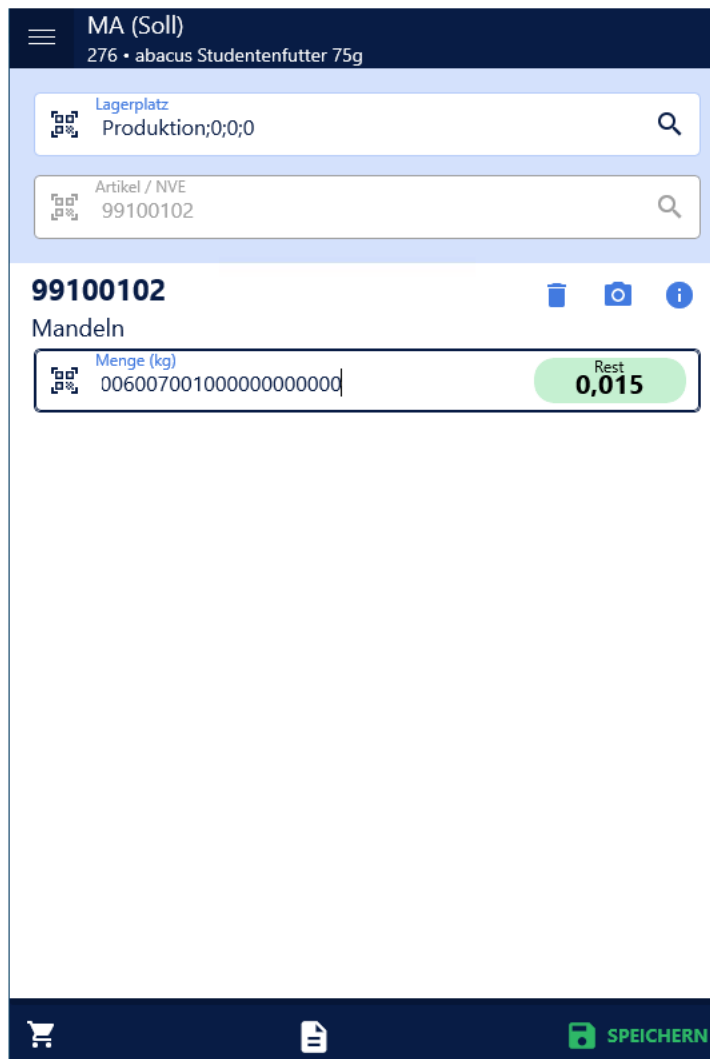 MA (Soll)
276 • abacus Studentenfutter 75g
Lagerplatz
Produktion;0;0;0
Artikel / NVE
99100102
99100102
Mandeln
Menge (kg)
006007001000000000000
Rest
0,015
SPEICHERN